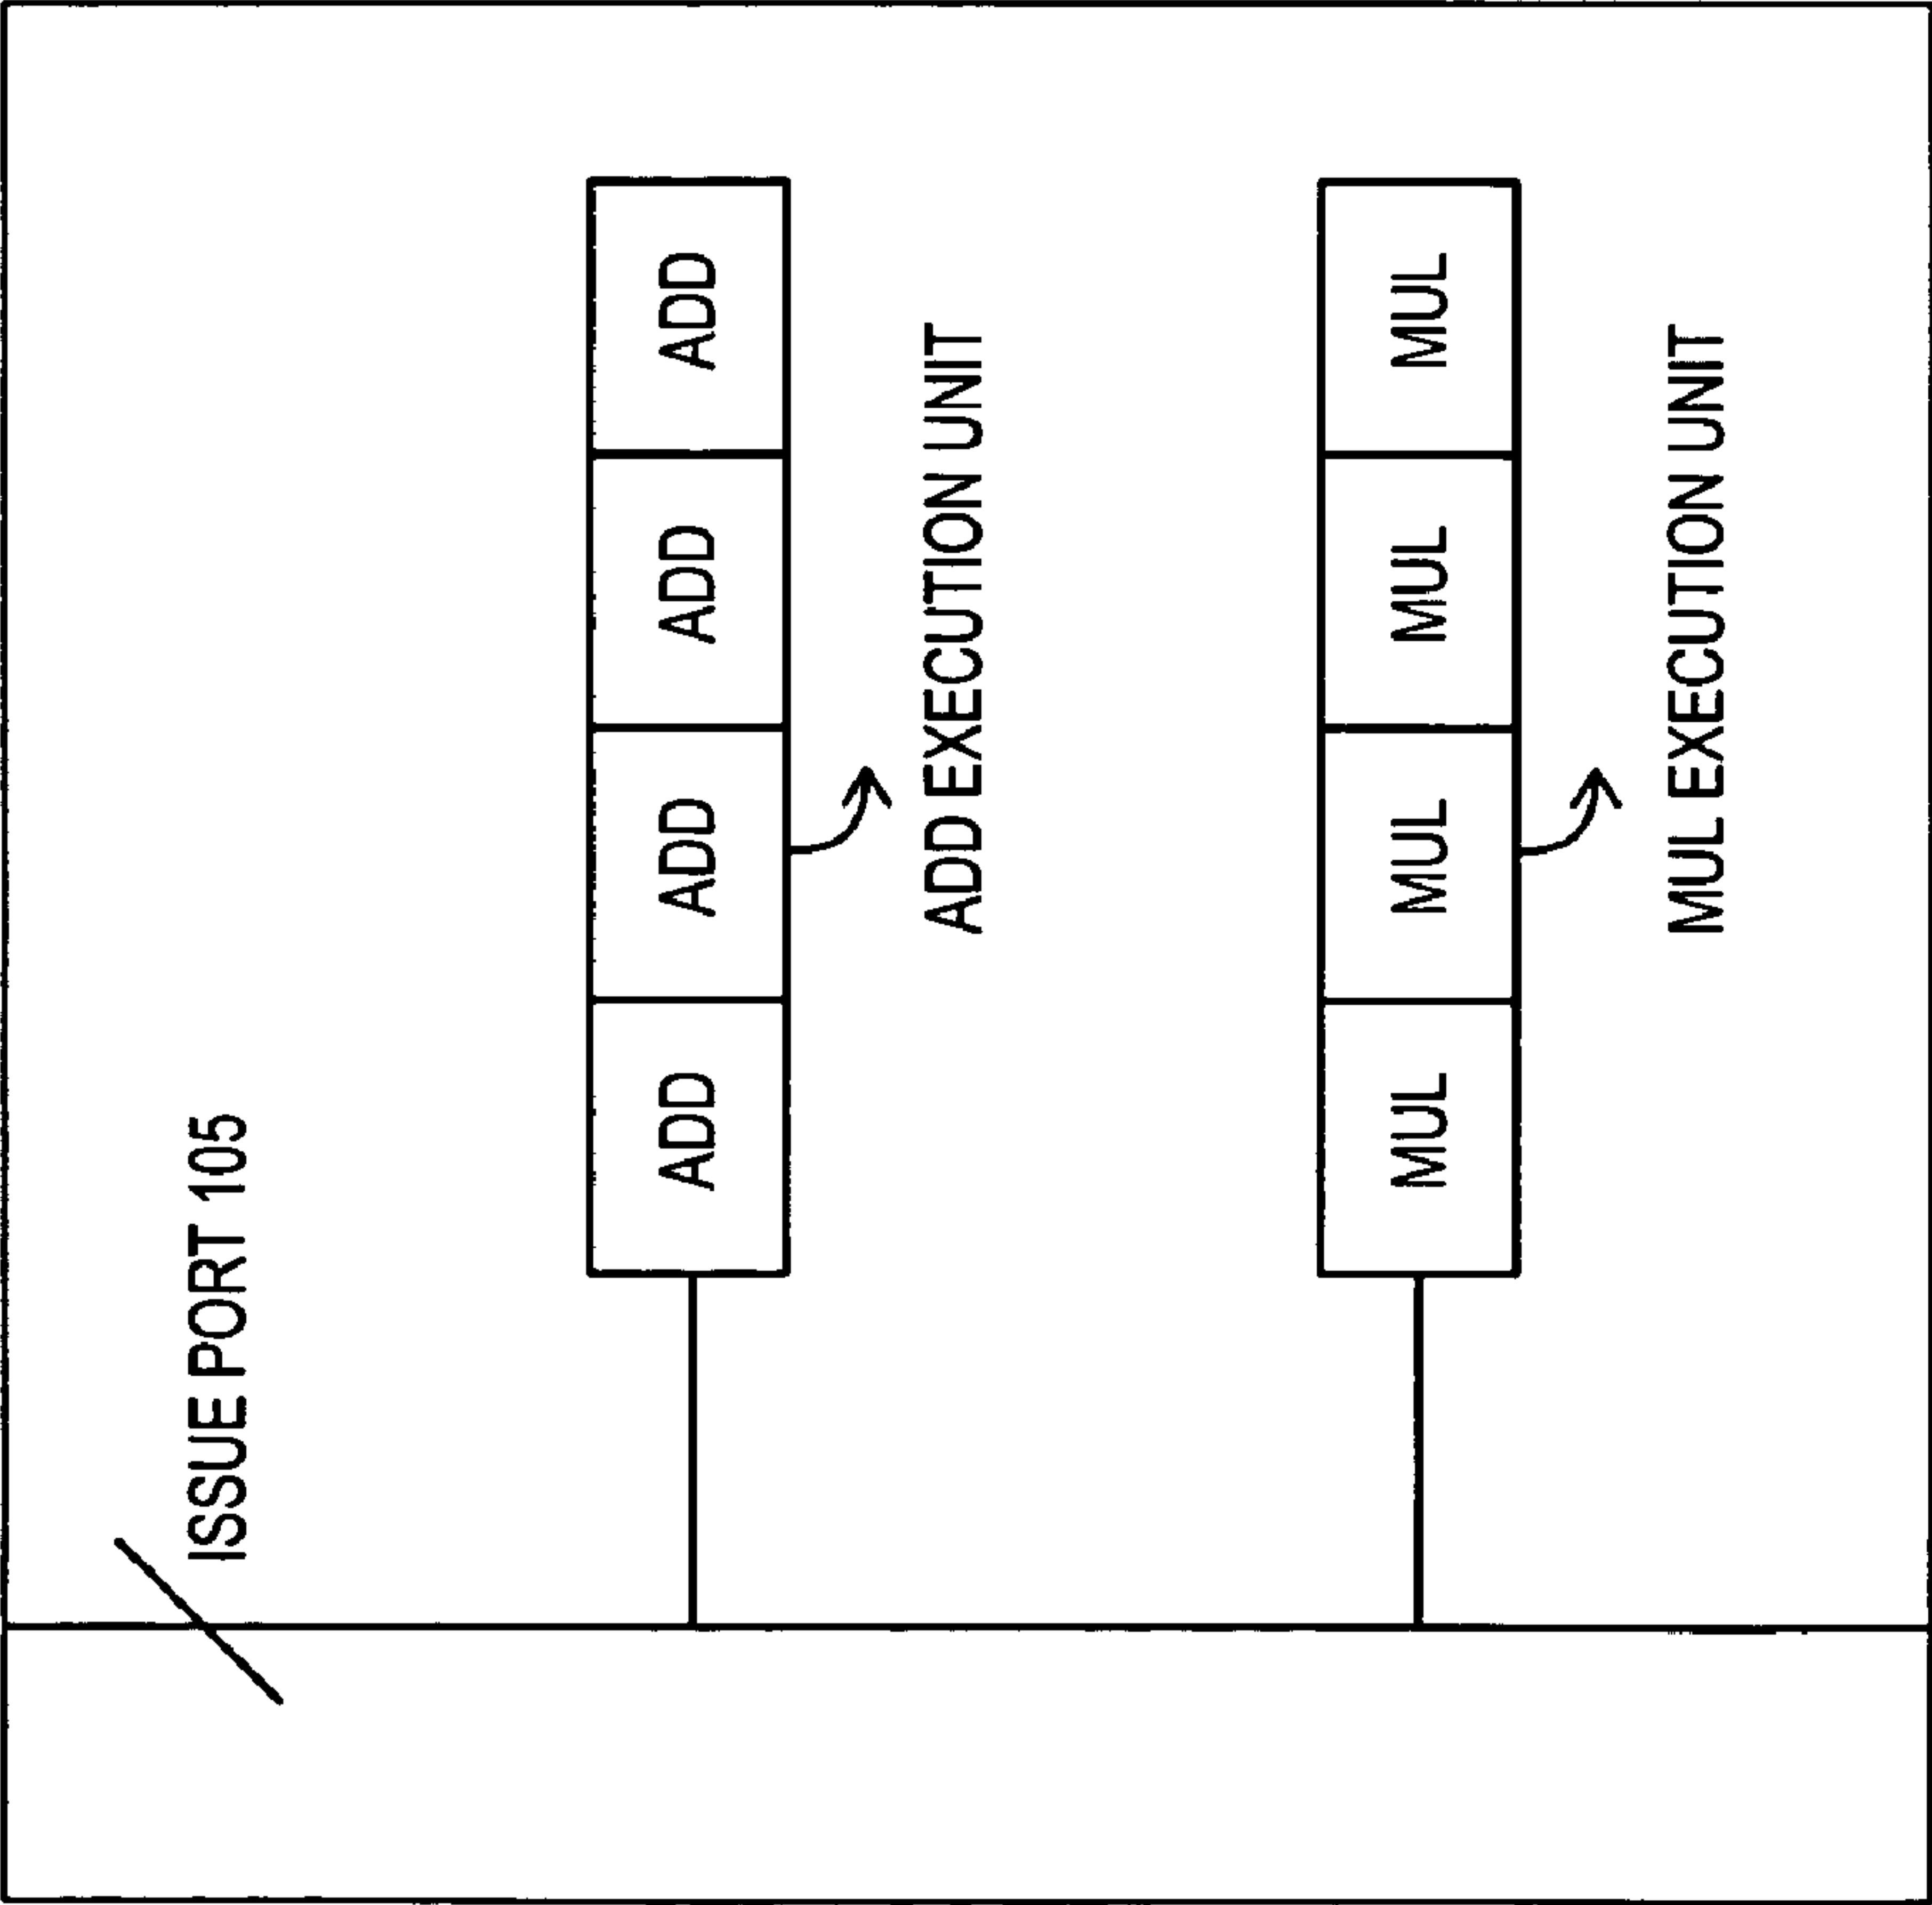 ISSUE PORT 105
ADD
ADD
ADD
ADD
ADD EXECUTION UNIT
MUL
MUL
MUL
MUL
MUL EXECUTION UNIT